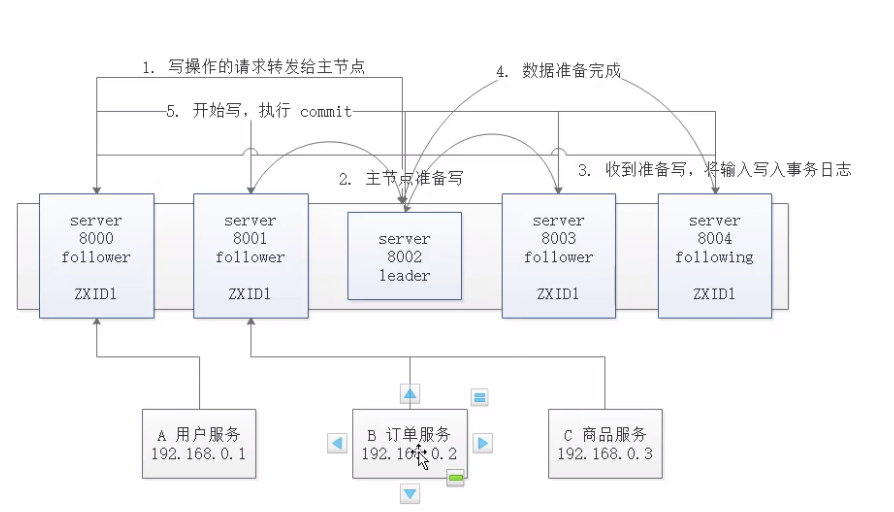 1. 写操作的请求转发给主节点
4. 数据准备完成
5. 开始写，执行 commit
2. 主节点准备写
3. 收到准备写，将输入写入事务日志
server
8000
follower
ZXID1
server
8001
follower
ZXID1
server
8002
leader
server
8003
follower
ZXID1
server
8004
following
ZXID1
A 用户服务
192.168.0.1
B 订单服务
192.168.0.2
C 商品服务
192.168.0.3